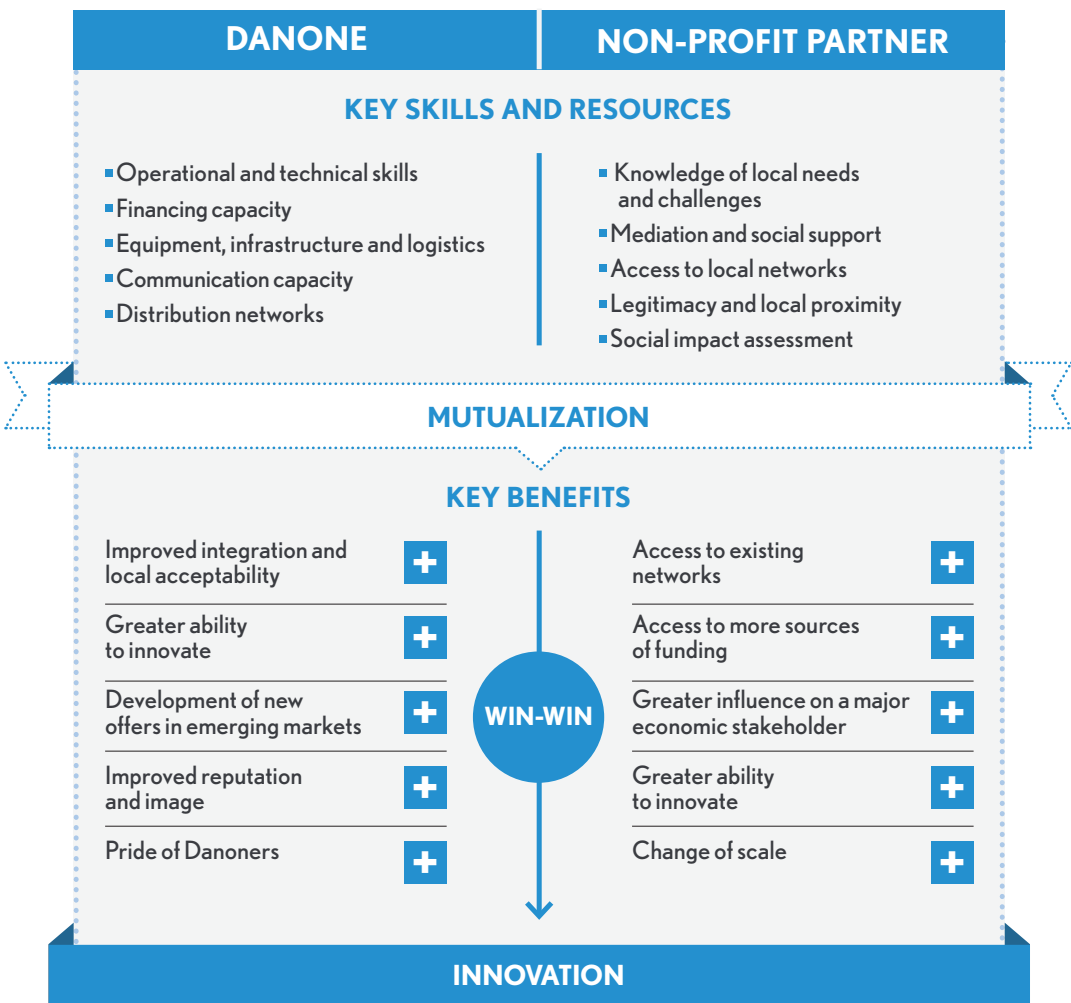 DANONE
NON-PROFIT PARTNER
KEY SKILLS AND RESOURCES
Operational and technical skills
Financing capacity
Equipment, infrastructure and logistics
Communication capacity
Distribution networks
Knowledge of local needs
and challenges
Mediation and social support
Access to local networks
Legitimacy and local proximity
Social impact assessment
MUTUALIZATION
KEY BENEFITS
Improved integration and
local acceptability
Greater ability
to innovate
Development of new
offers in emerging markets
Improved reputation
and image
Pride of Danoners
WIN-WIN
Access to existing
networks
Access to more sources
of funding
Greater influence on a major
economic stakeholder
Greater ability
to innovate
Change of scale
INNOVATION